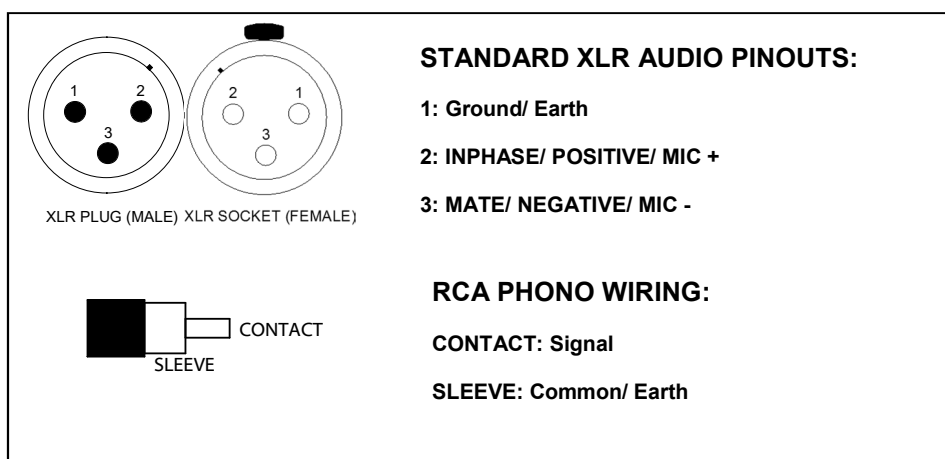 STANDARD XLR AUDIO PINOUTS:
1: Ground/ Earth
2: INPHASE/ POSITIVE/ MIC +
3: MATE/ NEGATIVE/ MIC -
1 2
3
2 1
3
XLR PLUG (MALE) XLR SOCKET (FEMALE)
RCA PHONO WIRING:
CONTACT: Signal
SLEEVE: Common/ Earth
CONTACT
SLEEVE